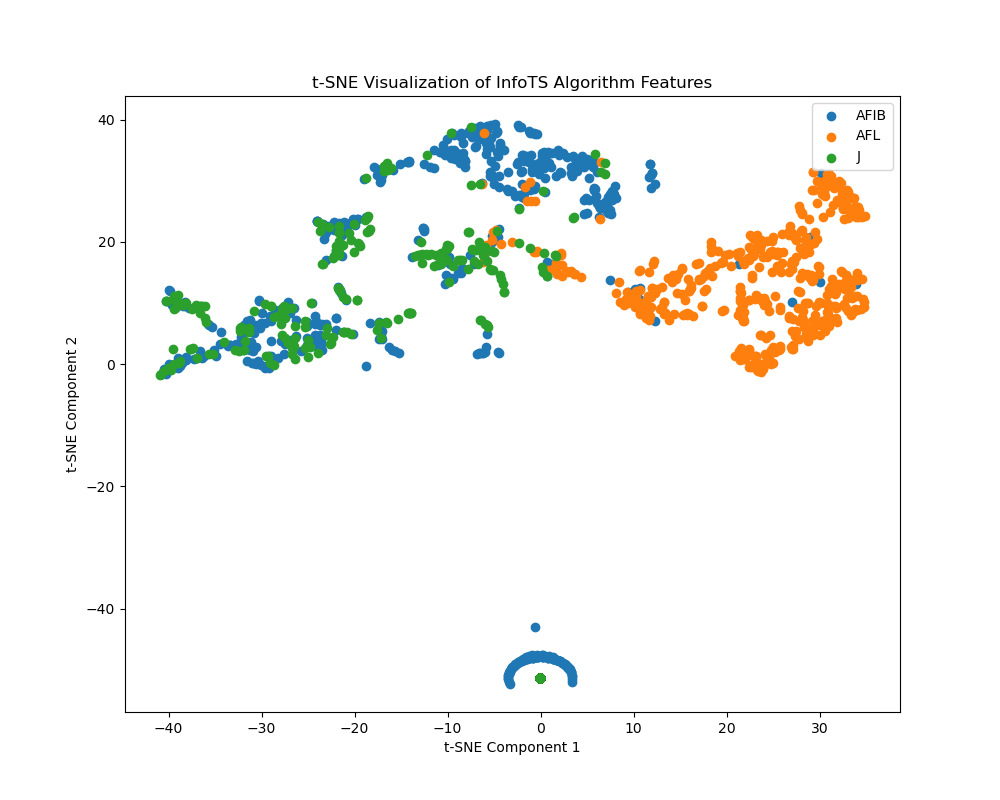 t-SNE Visualization of InfoTS Algorithm Features
AFIB
AFL
J
40
20
0
−20
−40
t-SNE Component 2
−40 −30 −20 −10 0 10 20 30
t-SNE Component 1